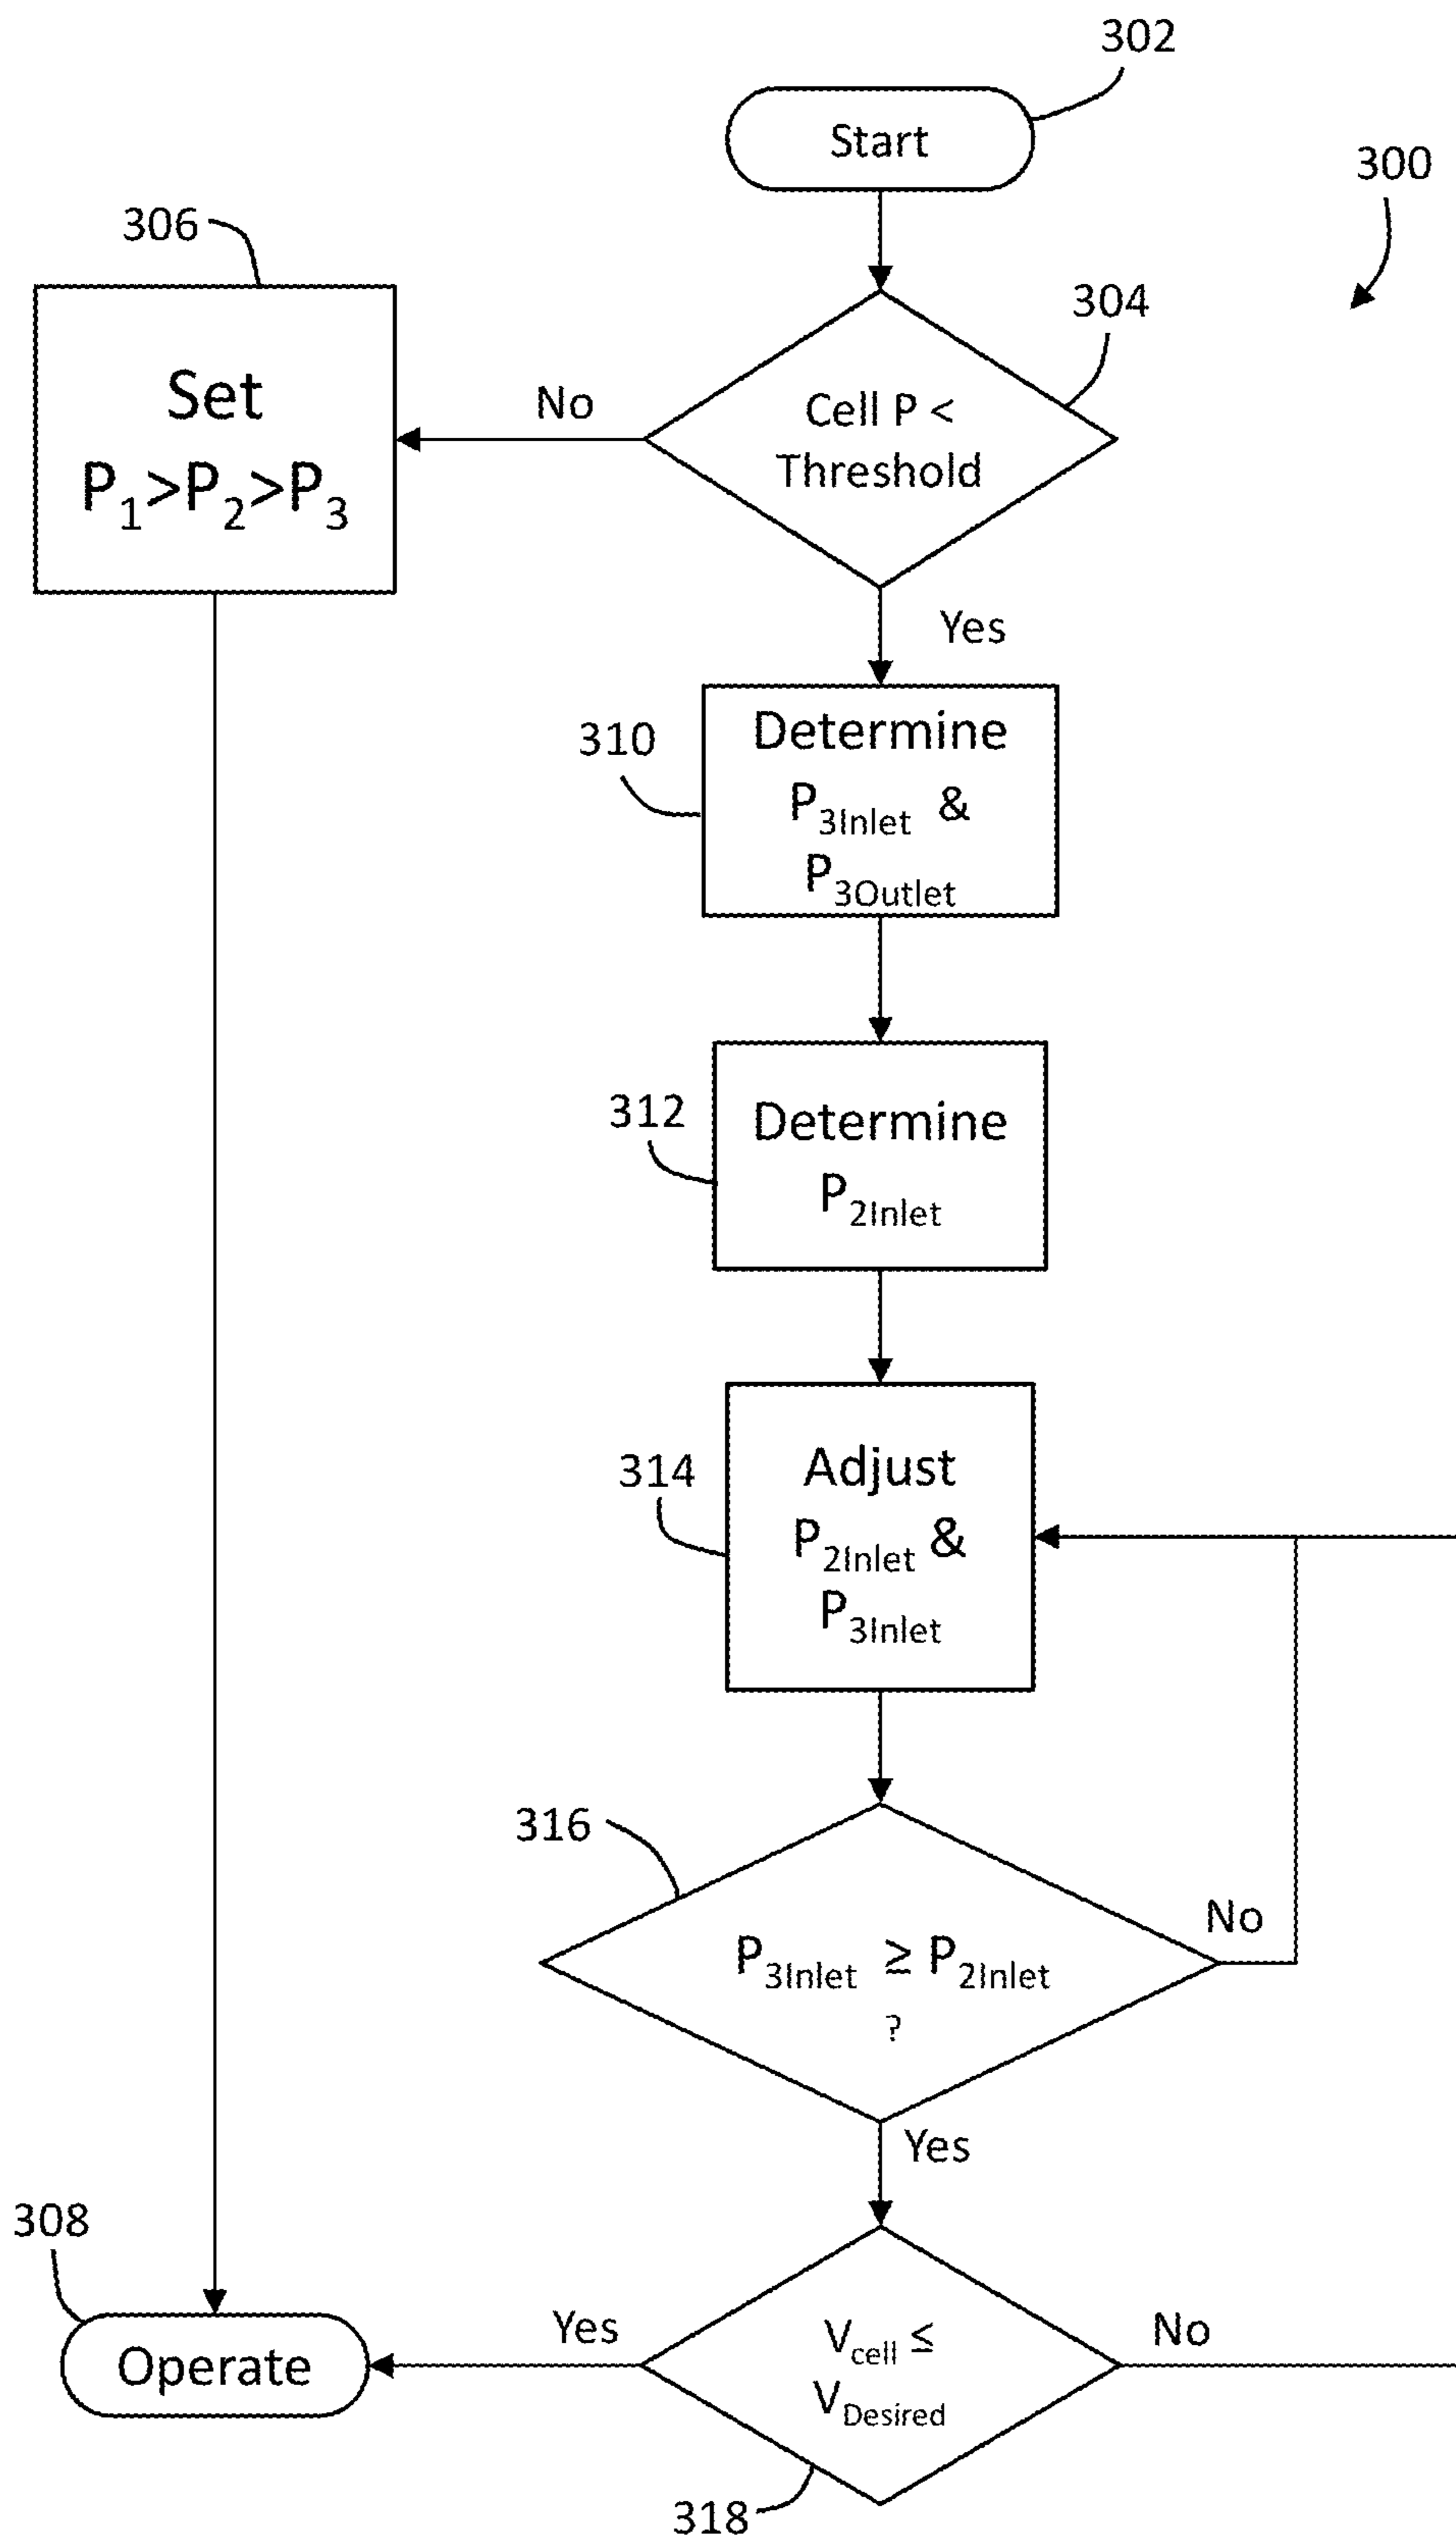 302
Start
300
306
304
Set
P1>P2>P3
No
Cell P <
Threshold
Yes
310
Determine
P3Inlet &
P3Outlet
312
Determine
P2Inlet
314
Adjust
P2Inlet &
P3Inlet
316
P3Inlet ≥ P2Inlet
?
No
Yes
308
Operate
Yes
Vcell ≤
VDesired
No
318